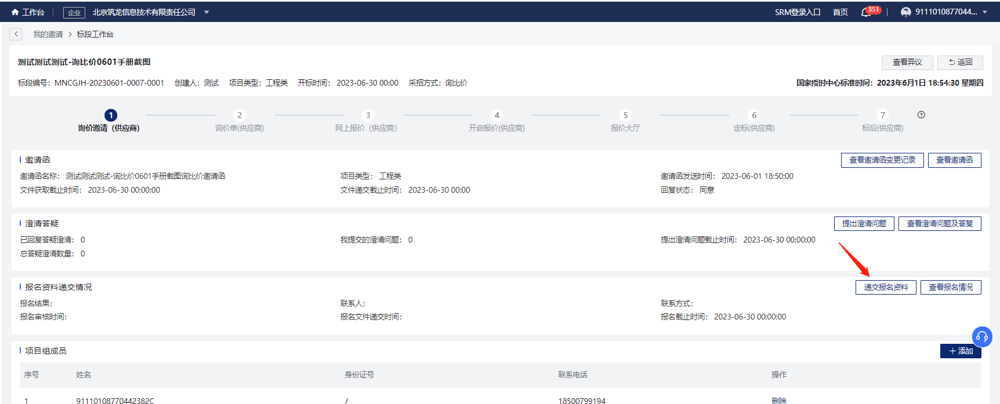 工作台 企业 北京筑龙信息技术有限责任公司 SRM登录入口 首页 351 9111010877044...
我的邀请 > 标段工作台
测试测试测试-询比价0601手册截图 查看异议 返回
标段编号：MNCGJH-20230601-0007-0001 创建人：测试 项目类型：工程类 开标时间：2023-06-30 00:00 采招方式：询比价 国家授时中心标准时间：2023年6月1日 18:54:30 星期四
1 2 3 4 5 6 7
询价邀请（供应商） 询价单(供应商) 网上报价（供应商） 开启报价(供应商) 报价大厅 定标(供应商) 标后(供应商)
邀请函 查看邀请函变更记录 查看邀请函
邀请函名称：测试测试测试-询比价0601手册截图询比价邀请函 项目类型：工程类 邀请函发送时间：2023-06-01 18:50:00
文件获取截止时间：2023-06-30 00:00:00 文件递交截止时间：2023-06-30 00:00 回复状态：同意
澄清答疑 提出澄清问题 查看澄清问题及答复
已回复答疑澄清：0 我提交的澄清问题：0 提出澄清问题截止时间：2023-06-30 00:00:00
总答疑澄清数量：0
报名资料递交情况 递交报名资料 查看报名情况
报名结果： 联系人： 联系方式：
报名审核时间： 报名文件递交时间： 报名截止时间：2023-06-30 00:00:00
项目组成员 添加
序号 姓名 身份证号 联系电话 操作
1 91110108770442382C / 18500799194 删除